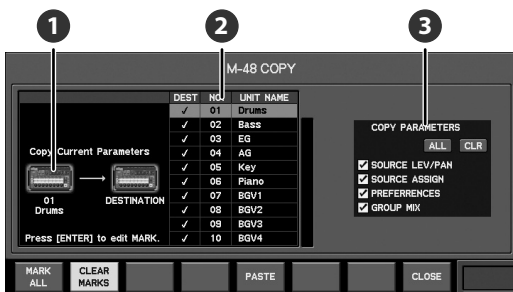 1
2
3
M-48 COPY
DEST NO. UNIT NAME
✓ 01 Drums
✓ 02 Bass
✓ 03 EG
✓ 04 AG
✓ 05 Key
✓ 06 Piano
✓ 07 BGV1
✓ 08 BGV2
✓ 09 BGV3
✓ 10 BGV4
Copy Current Parameters
01
Drums
DESTINATION
Press [ENTER] to edit MARK.
COPY PARAMETERS
ALL CLR
SOURCE LEV/PAN
SOURCE ASSIGN
PREFERRENCES
GROUP MIX
MARK
ALL
CLEAR
MARKS
PASTE
CLOSE